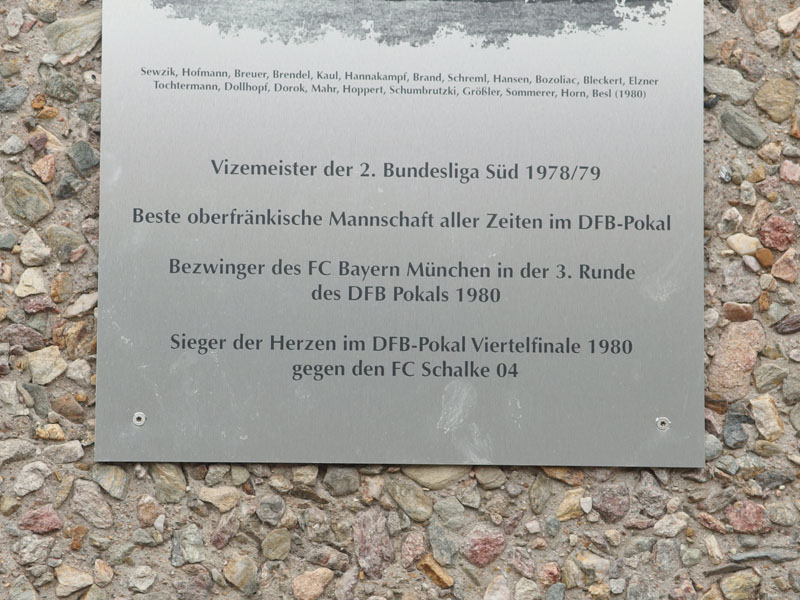 Sewzik, Hofmann, Breuer, Brendel, Kaul, Hannakampf, Brand, Schreml, Hansen, Bozoliac, Bleckert, Elzner
Tochtermann, Dollhopf, Dorok, Mahr, Hoppert, Schumbrutzki, Größler, Sommerer, Horn, Besl (1980)
Vizemeister der 2. Bundesliga Süd 1978/79
Beste oberfränkische Mannschaft aller Zeiten im DFB-Pokal
Bezwinger des FC Bayern München in der 3. Runde
des DFB Pokals 1980
Sieger der Herzen im DFB-Pokal Viertelfinale 1980
gegen den FC Schalke 04